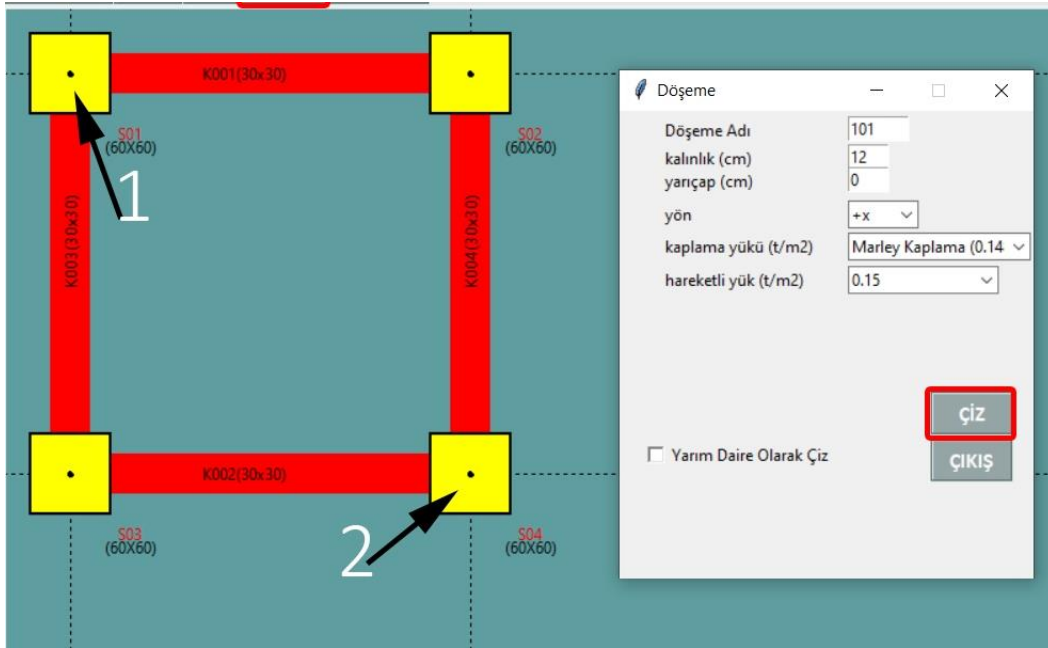 K001(30x30)
S01
(60X60)
S02
(60X60)
1
K003(30x30)
K004(30x30)
K002(30x30)
S03
(60X60)
S04
(60X60)
2
Döşeme
Döşeme Adı 101
kalınlık (cm) 12
yarıçap (cm) 0
yön +x
kaplama yükü (t/m2) Marley Kaplama (0.14
hareketli yük (t/m2) 0.15
ÇİZ
Yarım Daire Olarak Çiz
ÇIKIŞ